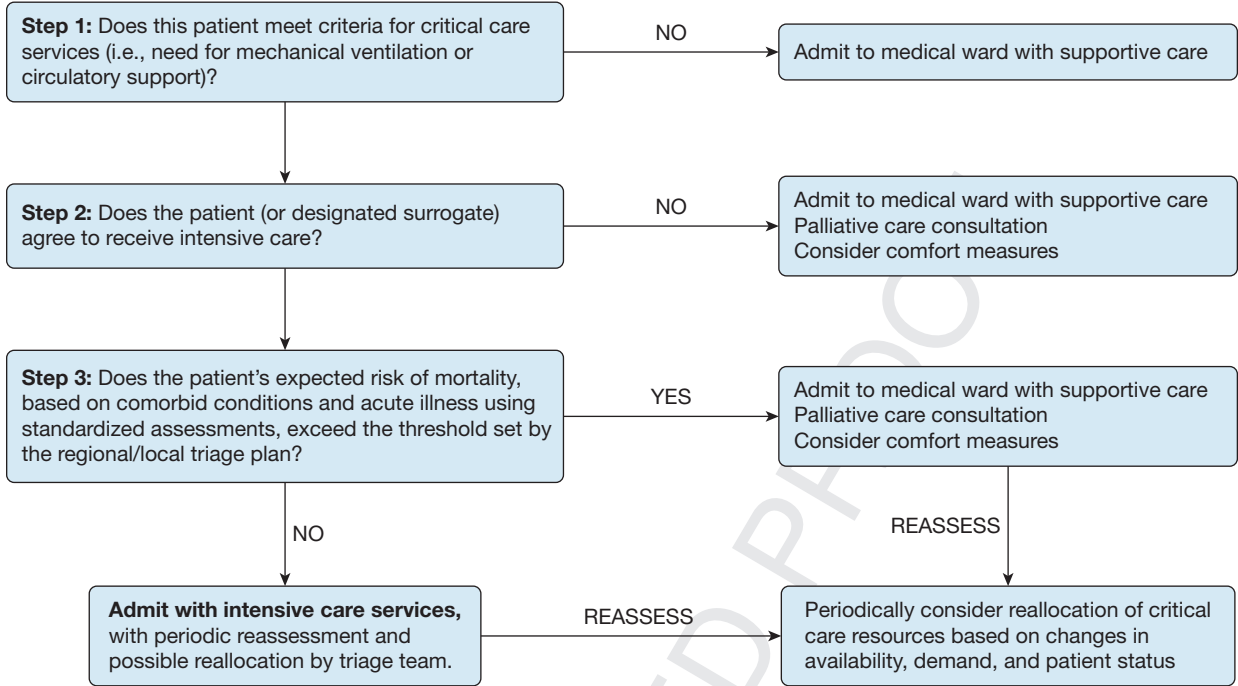 Step 1: Does this patient meet criteria for critical care
services (i.e., need for mechanical ventilation or
circulatory support)?
NO
Admit to medical ward with supportive care
Step 2: Does the patient (or designated surrogate)
agree to receive intensive care?
NO
Admit to medical ward with supportive care
Palliative care consultation
Consider comfort measures
Step 3: Does the patient's expected risk of mortality,
based on comorbid conditions and acute illness using
standardized assessments, exceed the threshold set by
the regional/local triage plan?
YES
Admit to medical ward with supportive care
Palliative care consultation
Consider comfort measures
NO
REASSESS
Admit with intensive care services,
with periodic reassessment and
possible reallocation by triage team.
REASSESS
Periodically consider reallocation of critical
care resources based on changes in
availability, demand, and patient status